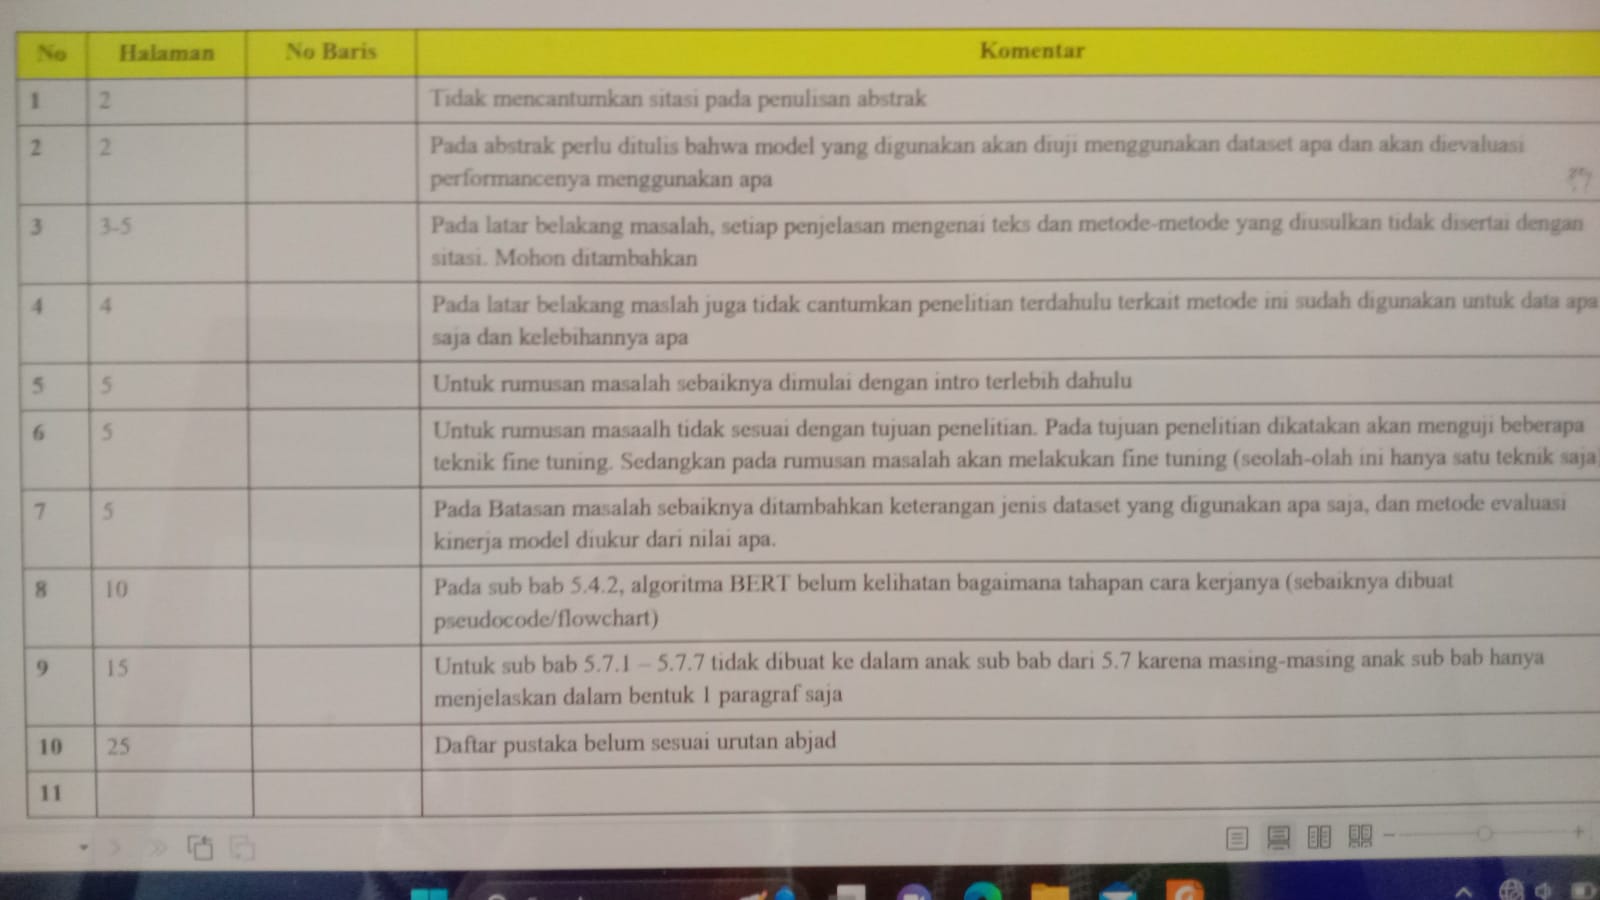 No Halaman No Baris Komentar
1 2 Tidak mencantumkan sitasi pada penulisan abstrak
2 2 Pada abstrak perlu ditulis bahwa model yang digunakan akan diuji menggunakan dataset apa dan akan dievaluasi
performancenya menggunakan apa
3 3-5 Pada latar belakang masalah, setiap penjelasan mengenai teks dan metode-metode yang diusulkan tidak disertai dengan
sitasi. Mohon ditambahkan
4 4 Pada latar belakang maslah juga tidak cantumkan penelitian terdahulu terkait metode ini sudah digunakan untuk data apa
saja dan kelebihannya apa
5 5 Untuk rumusan masalah sebaiknya dimulai dengan intro terlebih dahulu
6 5 Untuk rumusan masaalh tidak sesuai dengan tujuan penelitian. Pada tujuan penelitian dikatakan akan menguji beberapa
teknik fine tuning. Sedangkan pada rumusan masalah akan melakukan fine tuning (seolah-olah ini hanya satu teknik saja
7 5 Pada Batasan masalah sebaiknya ditambahkan keterangan jenis dataset yang digunakan apa saja, dan metode evaluasi
kinerja model diukur dari nilai apa.
8 10 Pada sub bab 5.4.2, algoritma BERT belum kelihatan bagaimana tahapan cara kerjanya (sebaiknya dibuat
pseudocode/flowchart)
9 15 Untuk sub bab 5.7.1 – 5.7.7 tidak dibuat ke dalam anak sub bab dari 5.7 karena masing-masing anak sub bab hanya
menjelaskan dalam bentuk 1 paragraf saja
10 25 Daftar pustaka belum sesuai urutan abjad
11